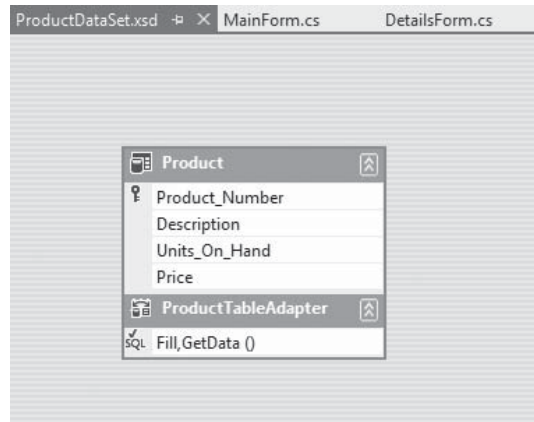 ProductDataSet.xsd MainForm.cs DetailsForm.cs
Product
Product_Number
Description
Units_On_Hand
Price
ProductTableAdapter
SQL Fill,GetData ()